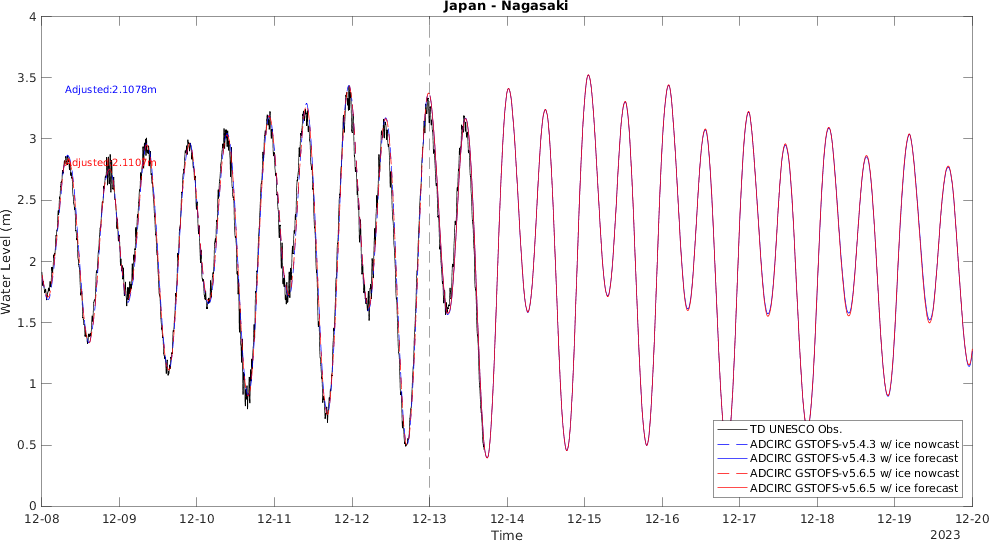 Japan - Nagasaki
Water Level (m)
4
3.5
3
2.5
2
1.5
1
0.5
0
Adjusted:2.1078m
Adjusted:2.1107m
TD UNESCO Obs.
ADCIRC GSTOFS-v5.4.3 w/ ice nowcast
ADCIRC GSTOFS-v5.4.3 w/ ice forecast
ADCIRC GSTOFS-v5.6.5 w/ ice nowcast
ADCIRC GSTOFS-v5.6.5 w/ ice forecast
12-08 12-09 12-10 12-11 12-12 12-13 12-14 12-15 12-16 12-17 12-18 12-19 12-20
Time
2023